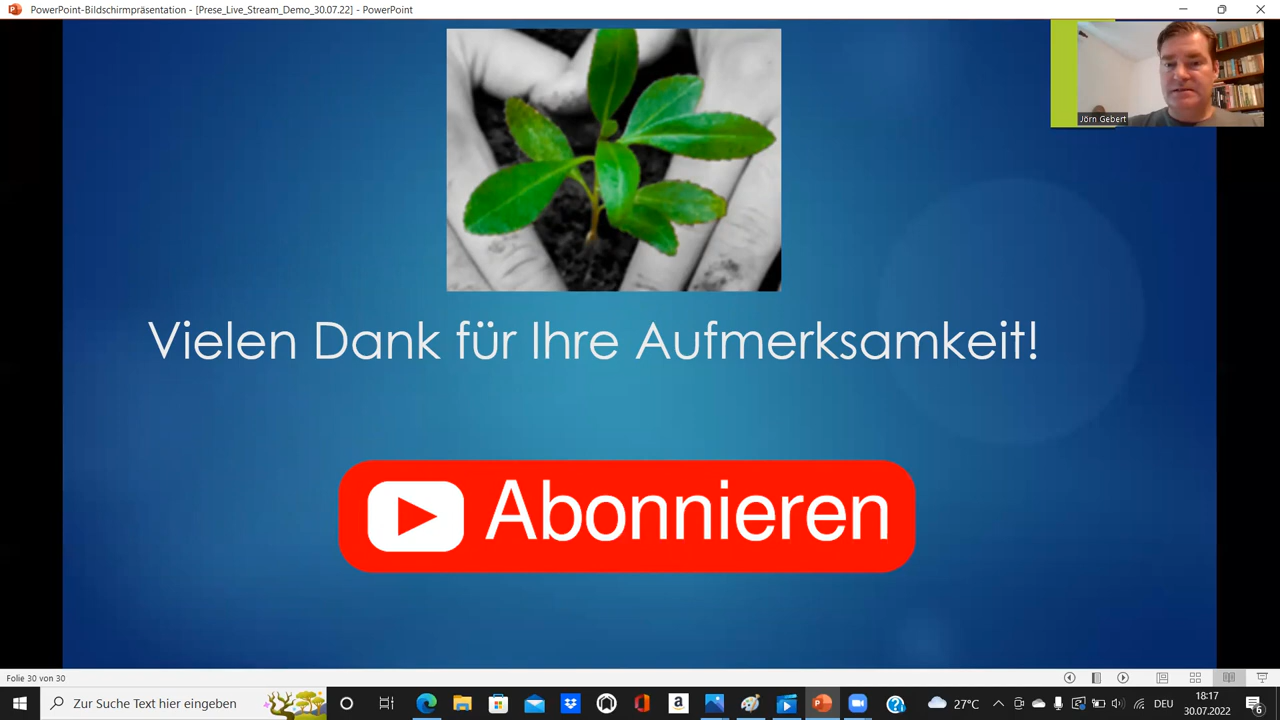 PowerPoint-Bildschirmpräsentation - [Prese_Live_Stream_Demo_30.07.22] - PowerPoint
Jörn Gebert
Vielen Dank für Ihre Aufmerksamkeit!
Abonnieren
Folie 30 von 30
Zur Suche Text hier eingeben
27°C
DEU
18:17
30.07.2022
6